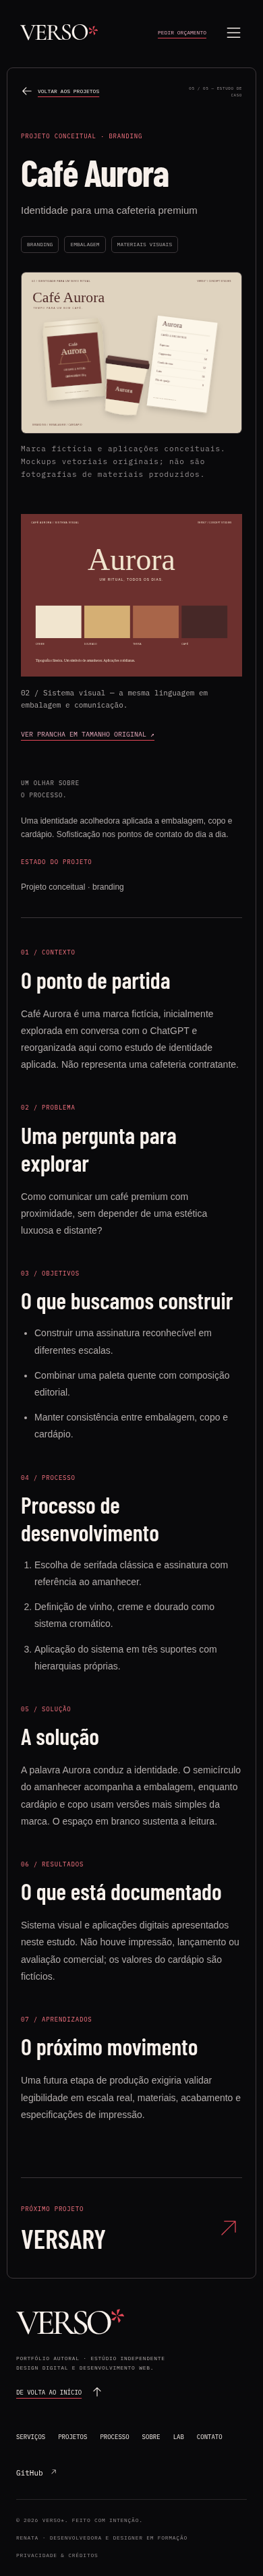 VERSO*
PEDIR ORÇAMENTO
← VOLTAR AOS PROJETOS
03 / 05 — ESTUDO DE
CASO
PROJETO CONCEITUAL · BRANDING
Café Aurora
Identidade para uma cafeteria premium
BRANDING
EMBALAGEM
MATERIAIS VISUAIS
Café Aurora
Café
Aurora
Aurora
Aurora
Marca fictícia e aplicações conceituais.
Mockups vetoriais originais; não são
fotografias de materiais produzidos.
Aurora
UM RITUAL. TODOS OS DIAS.
02 / Sistema visual — a mesma linguagem em
embalagem e comunicação.
VER PRANCHA EM TAMANHO ORIGINAL ↗
UM OLHAR SOBRE
O PROCESSO.
Uma identidade acolhedora aplicada a embalagem, copo e
cardápio. Sofisticação nos pontos de contato do dia a dia.
ESTADO DO PROJETO
Projeto conceitual · branding
01 / CONTEXTO
O ponto de partida
Café Aurora é uma marca fictícia, inicialmente
explorada em conversa com o ChatGPT e
reorganizada aqui como estudo de identidade
aplicada. Não representa uma cafeteria contratante.
02 / PROBLEMA
Uma pergunta para
explorar
Como comunicar um café premium com
proximidade, sem depender de uma estética
luxuosa e distante?
03 / OBJETIVOS
O que buscamos construir
• Construir uma assinatura reconhecível em
diferentes escalas.
• Combinar uma paleta quente com composição
editorial.
• Manter consistência entre embalagem, copo e
cardápio.
04 / PROCESSO
Processo de
desenvolvimento
1. Escolha de serifada clássica e assinatura com
referência ao amanhecer.
2. Definição de vinho, creme e dourado como
sistema cromático.
3. Aplicação do sistema em três suportes com
hierarquias próprias.
05 / SOLUÇÃO
A solução
A palavra Aurora conduz a identidade. O semicírculo
do amanhecer acompanha a embalagem, enquanto
cardápio e copo usam versões mais simples da
marca. O espaço em branco sustenta a leitura.
06 / RESULTADOS
O que está documentado
Sistema visual e aplicações digitais apresentados
neste estudo. Não houve impressão, lançamento ou
avaliação comercial; os valores do cardápio são
fictícios.
07 / APRENDIZADOS
O próximo movimento
Uma futura etapa de produção exigiria validar
legibilidade em escala real, materiais, acabamento e
especificações de impressão.
PRÓXIMO PROJETO
VERSARY
VERSO*
PORTFÓLIO AUTORAL · ESTÚDIO INDEPENDENTE
DESIGN DIGITAL E DESENVOLVIMENTO WEB.
DE VOLTA AO INÍCIO ↑
SERVIÇOS PROJETOS PROCESSO SOBRE LAB CONTATO
GitHub ↗
© 2026 VERSO*. FEITO COM INTENÇÃO.
RENATA · DESENVOLVEDORA E DESIGNER EM FORMAÇÃO
PRIVACIDADE & CRÉDITOS